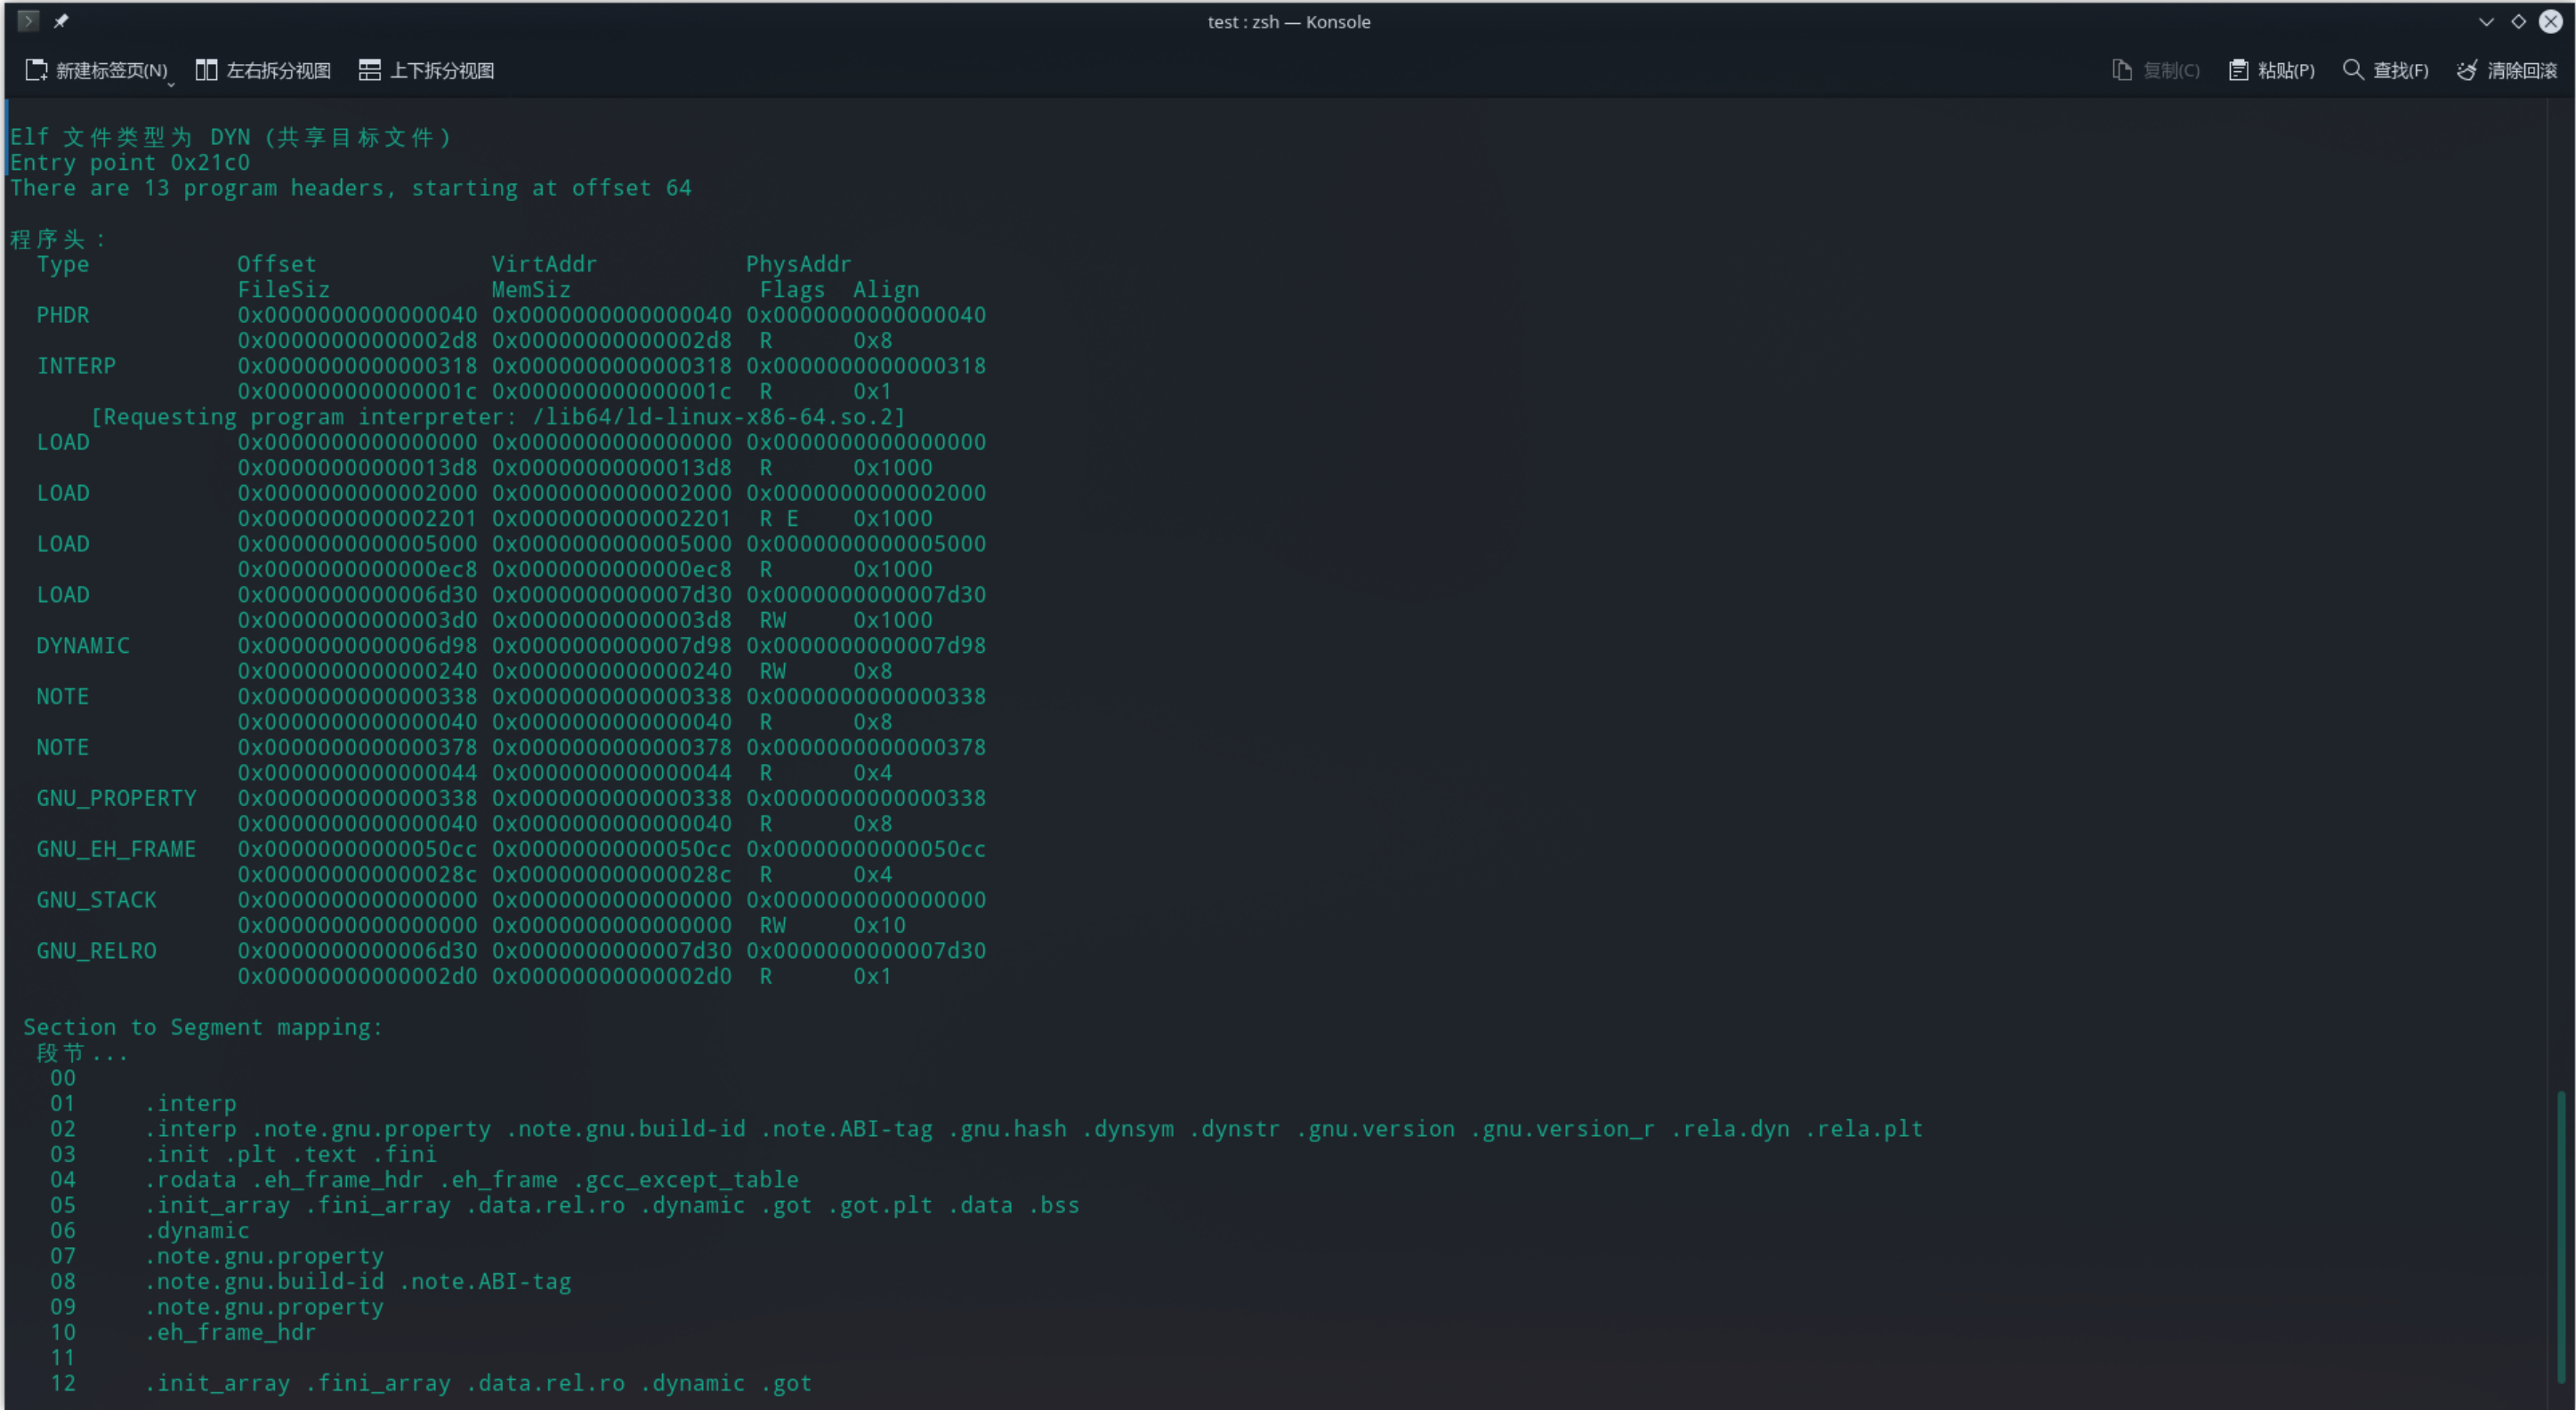 test : zsh — Konsole
新建标签页(N) 左右拆分视图 上下拆分视图 复制(C) 粘贴(P) 查找(F) 清除回滚
Elf 文件类型为 DYN (共享目标文件)
Entry point 0x21c0
There are 13 program headers, starting at offset 64
程序头：
Type Offset VirtAddr PhysAddr
FileSiz MemSiz Flags Align
PHDR 0x0000000000000040 0x0000000000000040 0x0000000000000040
0x00000000000002d8 0x00000000000002d8 R 0x8
INTERP 0x0000000000000318 0x0000000000000318 0x0000000000000318
0x000000000000001c 0x000000000000001c R 0x1
[Requesting program interpreter: /lib64/ld-linux-x86-64.so.2]
LOAD 0x0000000000000000 0x0000000000000000 0x0000000000000000
0x00000000000013d8 0x00000000000013d8 R 0x1000
LOAD 0x0000000000002000 0x0000000000002000 0x0000000000002000
0x0000000000002201 0x0000000000002201 R E 0x1000
LOAD 0x0000000000005000 0x0000000000005000 0x0000000000005000
0x0000000000000ec8 0x0000000000000ec8 R 0x1000
LOAD 0x0000000000006d30 0x0000000000007d30 0x0000000000007d30
0x00000000000003d0 0x00000000000003d8 RW 0x1000
DYNAMIC 0x0000000000006d98 0x0000000000007d98 0x0000000000007d98
0x0000000000000240 0x0000000000000240 RW 0x8
NOTE 0x0000000000000338 0x0000000000000338 0x0000000000000338
0x0000000000000040 0x0000000000000040 R 0x8
NOTE 0x0000000000000378 0x0000000000000378 0x0000000000000378
0x0000000000000044 0x0000000000000044 R 0x4
GNU_PROPERTY 0x0000000000000338 0x0000000000000338 0x0000000000000338
0x0000000000000040 0x0000000000000040 R 0x8
GNU_EH_FRAME 0x00000000000050cc 0x00000000000050cc 0x00000000000050cc
0x000000000000028c 0x000000000000028c R 0x4
GNU_STACK 0x0000000000000000 0x0000000000000000 0x0000000000000000
0x0000000000000000 0x0000000000000000 RW 0x10
GNU_RELRO 0x0000000000006d30 0x0000000000007d30 0x0000000000007d30
0x00000000000002d0 0x00000000000002d0 R 0x1
Section to Segment mapping:
段节...
00
01 .interp
02 .interp .note.gnu.property .note.gnu.build-id .note.ABI-tag .gnu.hash .dynsym .dynstr .gnu.version .gnu.version_r .rela.dyn .rela.plt
03 .init .plt .text .fini
04 .rodata .eh_frame_hdr .eh_frame .gcc_except_table
05 .init_array .fini_array .data.rel.ro .dynamic .got .got.plt .data .bss
06 .dynamic
07 .note.gnu.property
08 .note.gnu.build-id .note.ABI-tag
09 .note.gnu.property
10 .eh_frame_hdr
11
12 .init_array .fini_array .data.rel.ro .dynamic .got